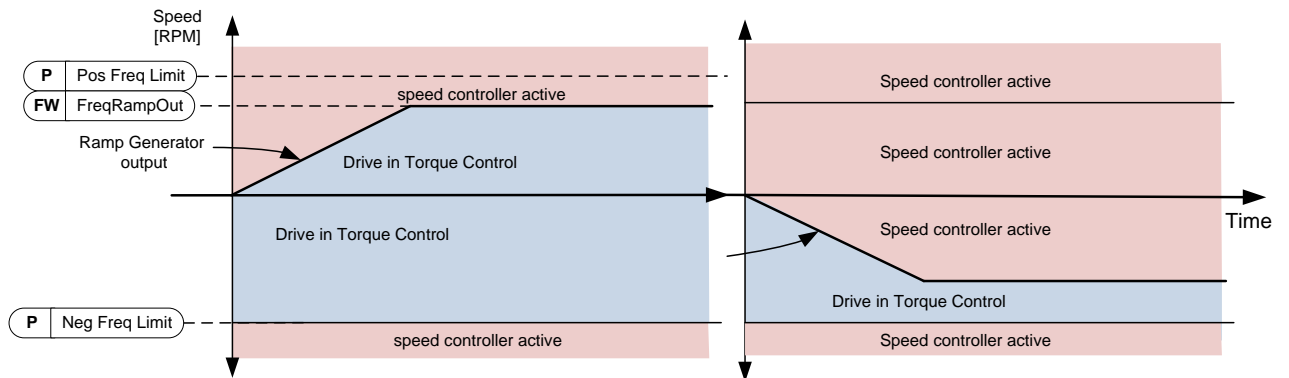 Speed
[RPM]
P Pos Freq Limit
FW FreqRampOut
speed controller active
Ramp Generator
output
Drive in Torque Control
Drive in Torque Control
P Neg Freq Limit
speed controller active
Speed controller active
Speed controller active
Speed controller active
Time
Drive in Torque Control
Speed controller active